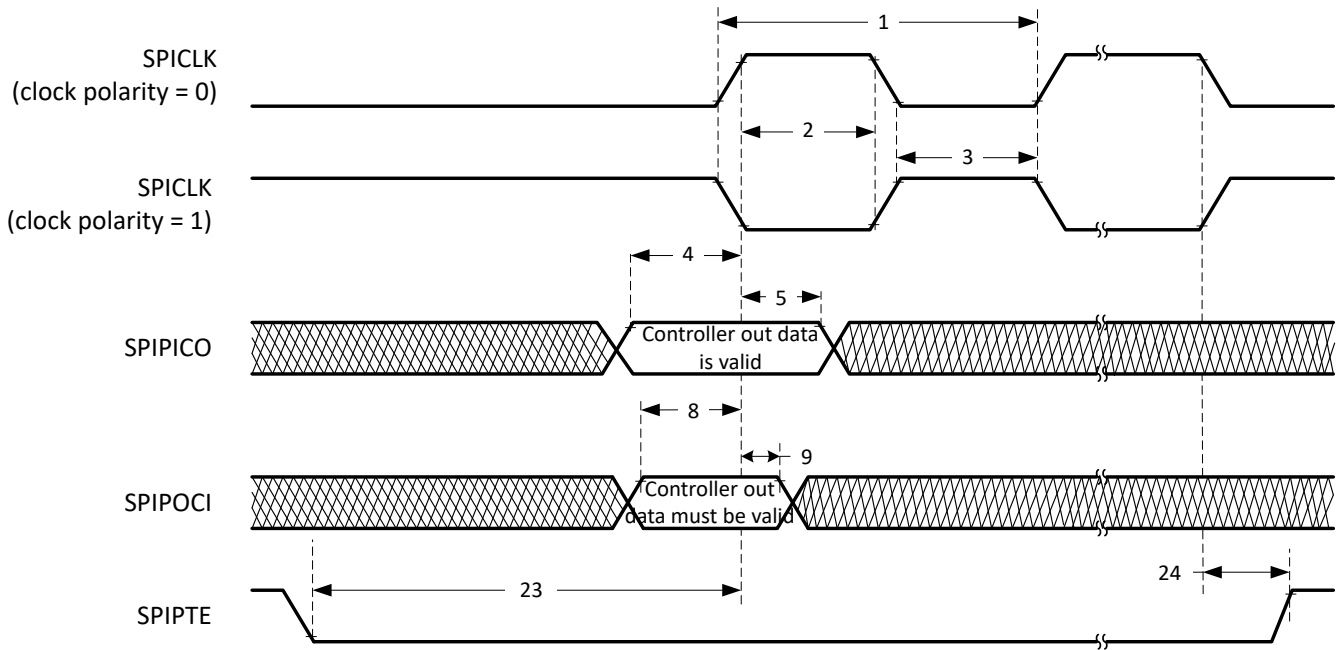 1
SPICLK
(clock polarity = 0)
2
3
SPICLK
(clock polarity = 1)
4
5
SPIPICO
Controller out data
is valid
8
9
SPIPOCI
Controller out
data must be valid
23
24
SPIPTE